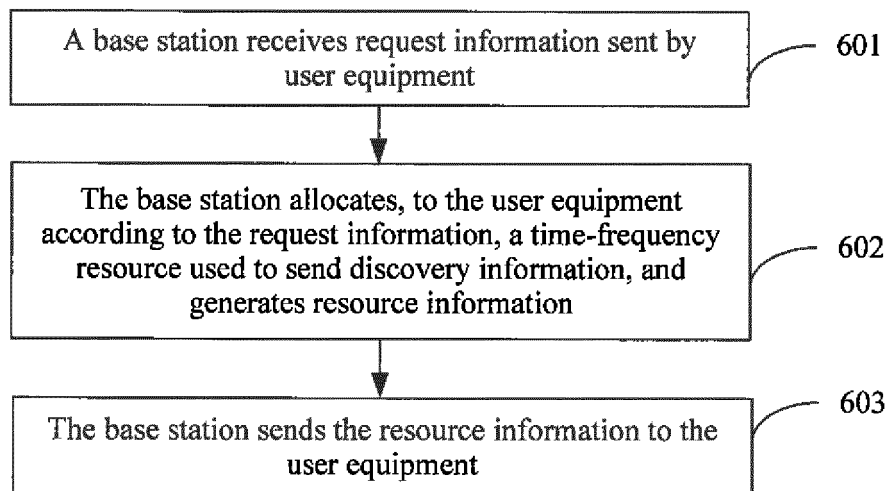 A base station receives request information sent by
user equipment
601
The base station allocates, to the user equipment
according to the request information, a time-frequency
resource used to send discovery information, and
generates resource information
602
The base station sends the resource information to the
user equipment
603